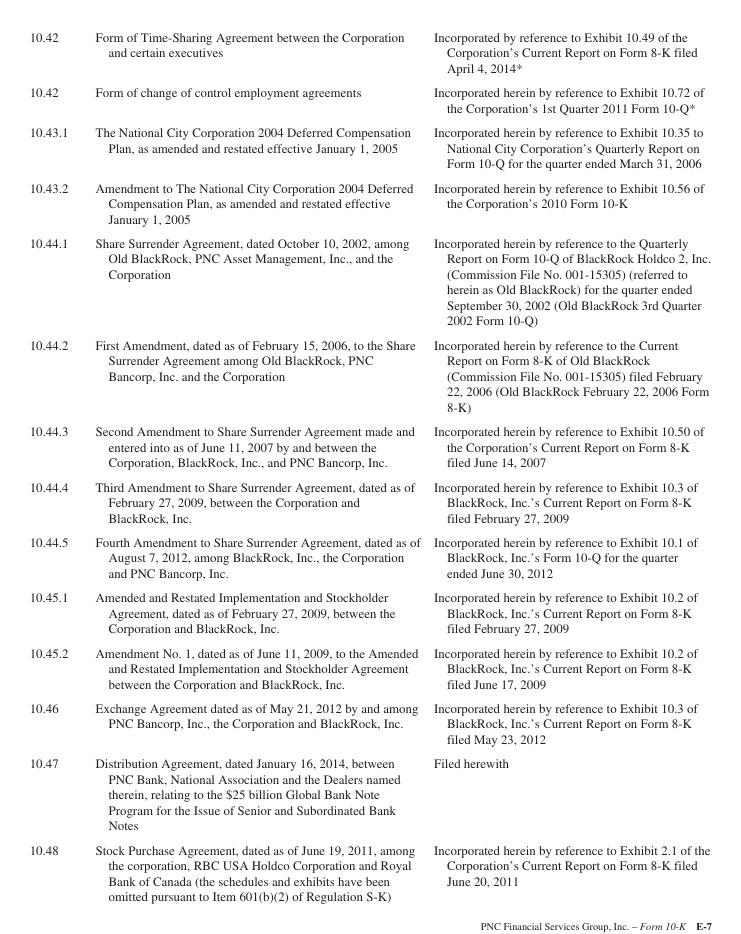 10.42 Form of Time-Sharing Agreement between the Corporation
and certain executives
Incorporated by reference to Exhibit 10.49 of the
Corporation's Current Report on Form 8-K filed
April 4, 2014*
10.42 Form of change of control employment agreements
Incorporated herein by reference to Exhibit 10.72 of
the Corporation's 1st Quarter 2011 Form 10-Q*
10.43.1 The National City Corporation 2004 Deferred Compensation
Plan, as amended and restated effective January 1, 2005
Incorporated herein by reference to Exhibit 10.35 to
National City Corporation's Quarterly Report on
Form 10-Q for the quarter ended March 31, 2006
10.43.2 Amendment to The National City Corporation 2004 Deferred
Compensation Plan, as amended and restated effective
January 1, 2005
Incorporated herein by reference to Exhibit 10.56 of
the Corporation's 2010 Form 10-K
10.44.1 Share Surrender Agreement, dated October 10, 2002, among
Old BlackRock, PNC Asset Management, Inc., and the
Corporation
Incorporated herein by reference to the Quarterly
Report on Form 10-Q of BlackRock Holdco 2, Inc.
(Commission File No. 001-15305) (referred to
herein as Old BlackRock) for the quarter ended
September 30, 2002 (Old BlackRock 3rd Quarter
2002 Form 10-Q)
10.44.2 First Amendment, dated as of February 15, 2006, to the Share
Surrender Agreement among Old BlackRock, PNC
Bancorp, Inc. and the Corporation
Incorporated herein by reference to the Current
Report on Form 8-K of Old BlackRock
(Commission File No. 001-15305) filed February
22, 2006 (Old BlackRock February 22, 2006 Form
8-K)
10.44.3 Second Amendment to Share Surrender Agreement made and
entered into as of June 11, 2007 by and between the
Corporation, BlackRock, Inc., and PNC Bancorp, Inc.
Incorporated herein by reference to Exhibit 10.50 of
the Corporation's Current Report on Form 8-K
filed June 14, 2007
10.44.4 Third Amendment to Share Surrender Agreement, dated as of
February 27, 2009, between the Corporation and
BlackRock, Inc.
Incorporated herein by reference to Exhibit 10.3 of
BlackRock, Inc.'s Current Report on Form 8-K
filed February 27, 2009
10.44.5 Fourth Amendment to Share Surrender Agreement, dated as of
August 7, 2012, among BlackRock, Inc., the Corporation
and PNC Bancorp, Inc.
Incorporated herein by reference to Exhibit 10.1 of
BlackRock, Inc.'s Form 10-Q for the quarter
ended June 30, 2012
10.45.1 Amended and Restated Implementation and Stockholder
Agreement, dated as of February 27, 2009, between the
Corporation and BlackRock, Inc.
Incorporated herein by reference to Exhibit 10.2 of
BlackRock, Inc.'s Current Report on Form 8-K
filed February 27, 2009
10.45.2 Amendment No. 1, dated as of June 11, 2009, to the Amended
and Restated Implementation and Stockholder Agreement
between the Corporation and BlackRock, Inc.
Incorporated herein by reference to Exhibit 10.2 of
BlackRock, Inc.'s Current Report on Form 8-K
filed June 17, 2009
10.46 Exchange Agreement dated as of May 21, 2012 by and among
PNC Bancorp, Inc., the Corporation and BlackRock, Inc.
Incorporated herein by reference to Exhibit 10.3 of
BlackRock, Inc.'s Current Report on Form 8-K
filed May 23, 2012
10.47 Distribution Agreement, dated January 16, 2014, between
PNC Bank, National Association and the Dealers named
therein, relating to the $25 billion Global Bank Note
Program for the Issue of Senior and Subordinated Bank
Notes
Filed herewith
10.48 Stock Purchase Agreement, dated as of June 19, 2011, among
the corporation, RBC USA Holdco Corporation and Royal
Bank of Canada (the schedules and exhibits have been
omitted pursuant to Item 601(b)(2) of Regulation S-K)
Incorporated herein by reference to Exhibit 2.1 of the
Corporation's Current Report on Form 8-K filed
June 20, 2011
PNC Financial Services Group, Inc. – Form 10-K E-7